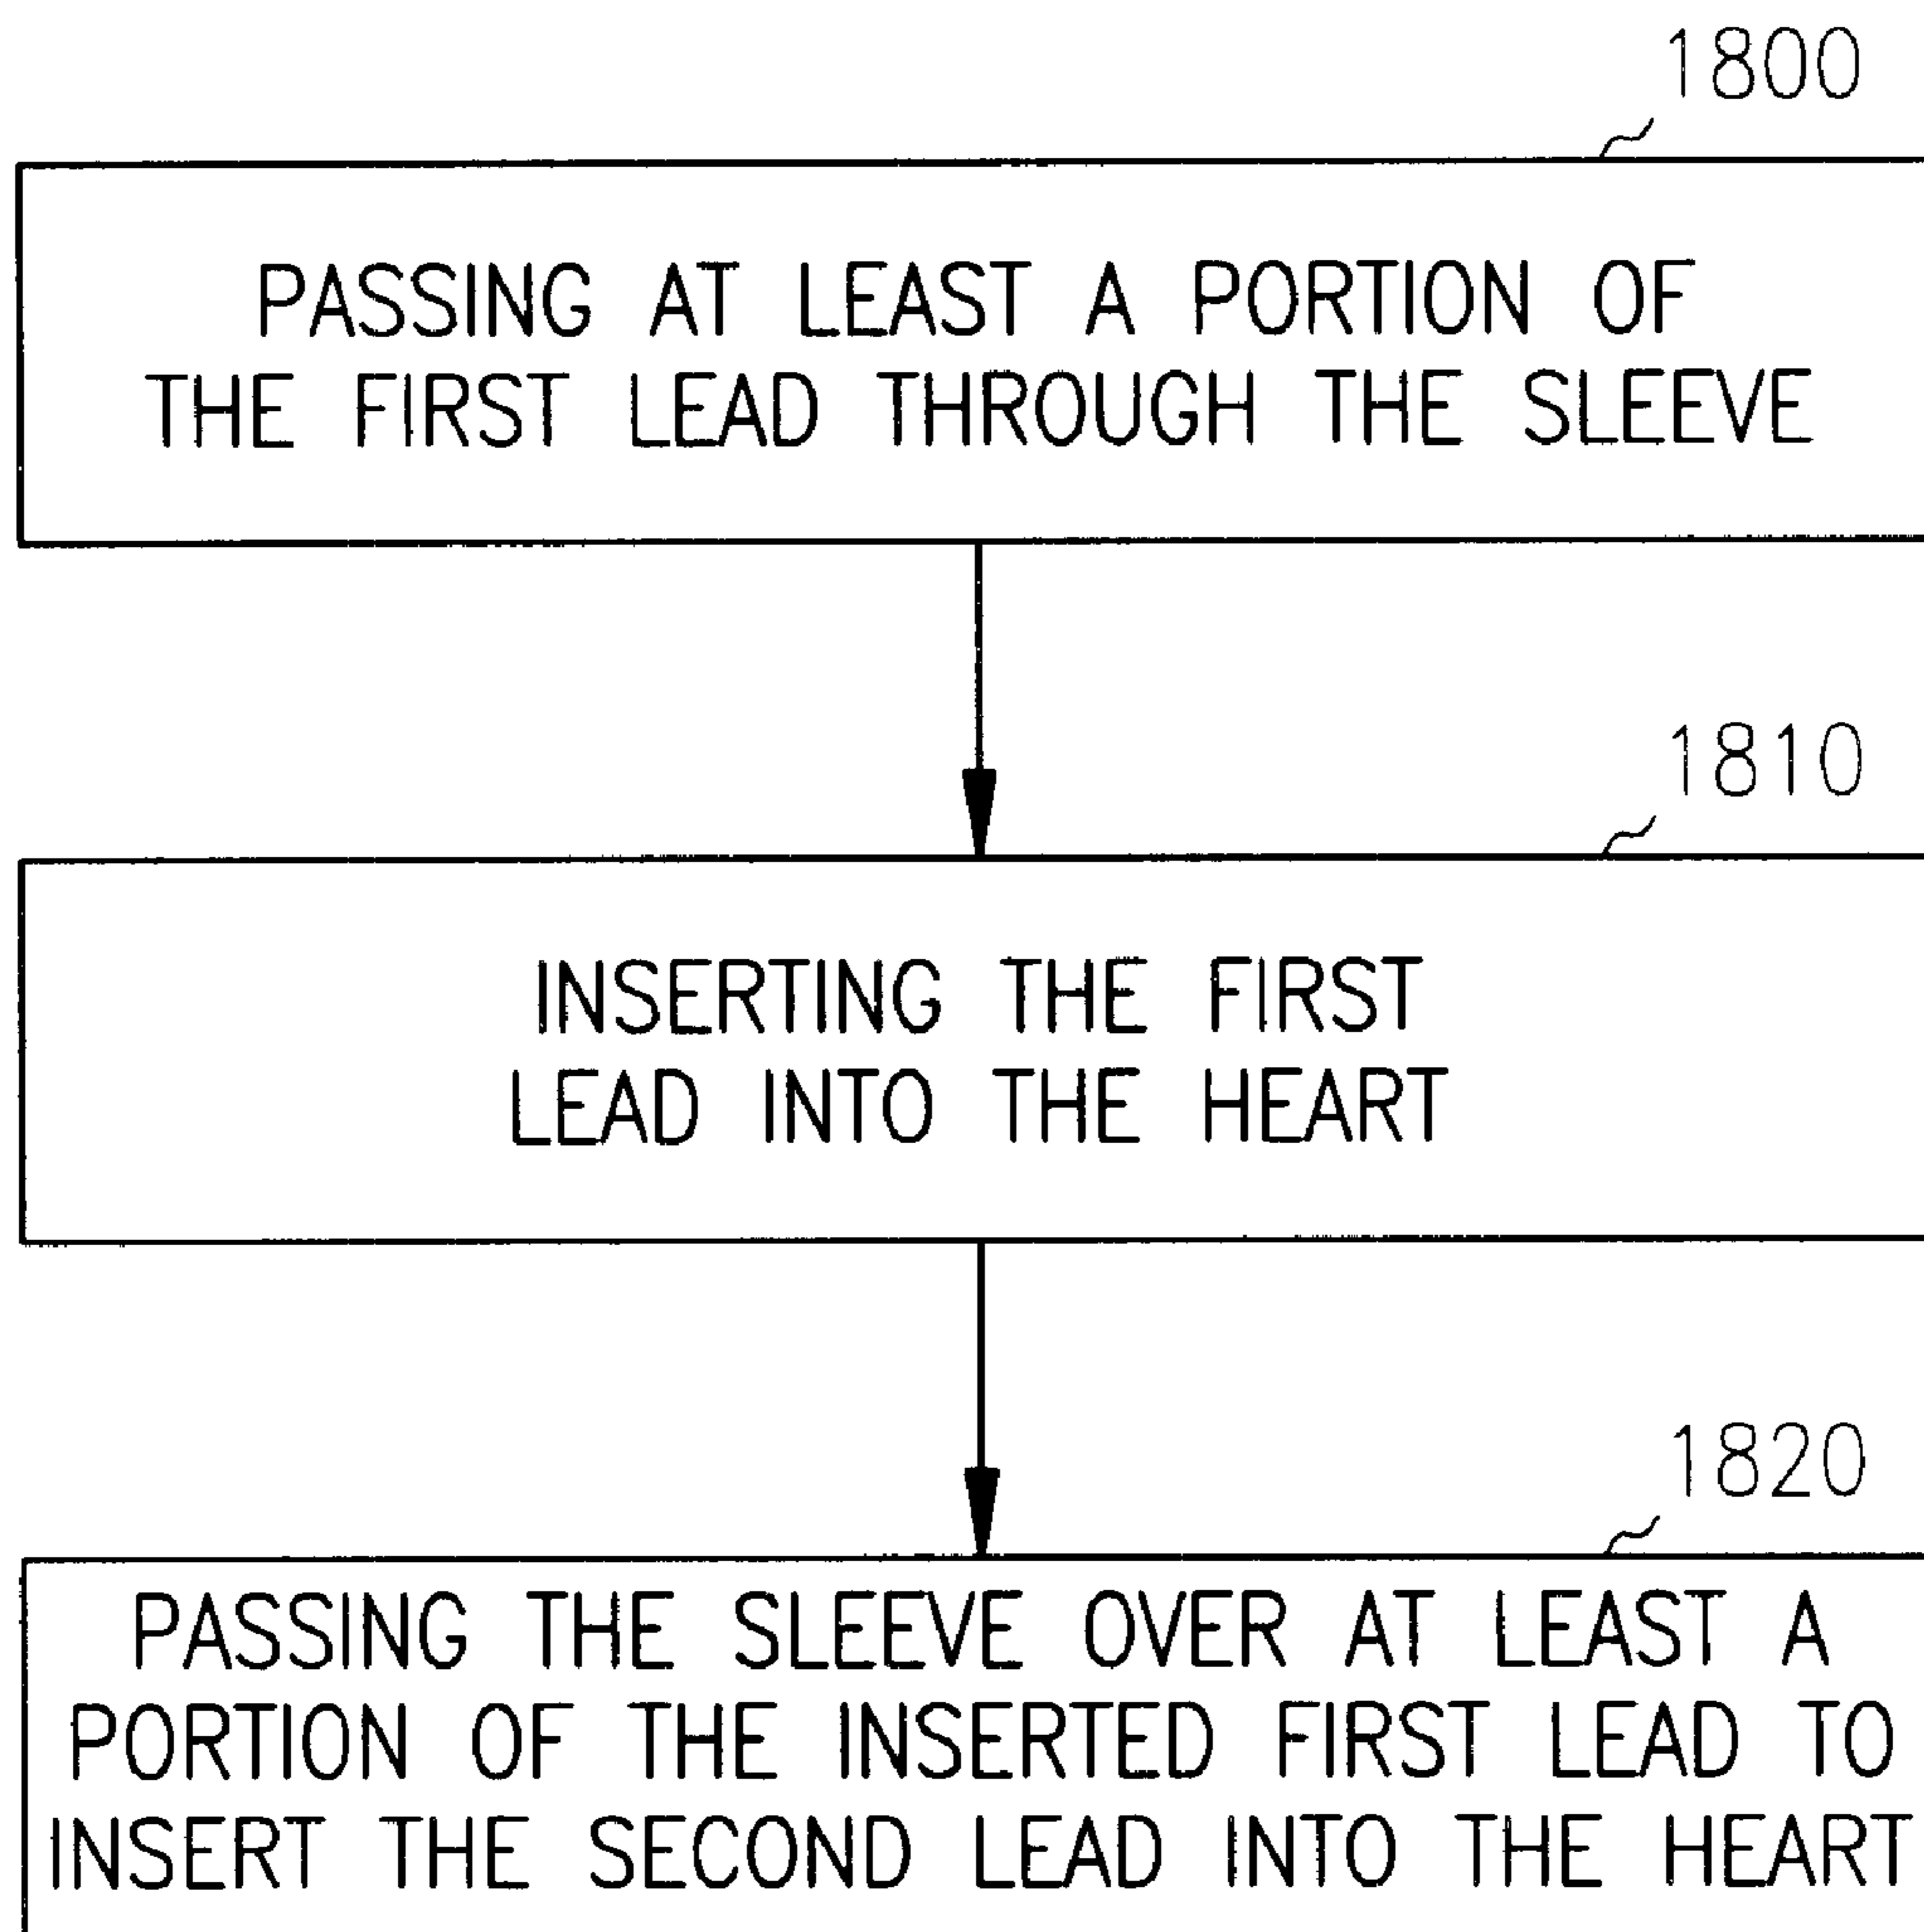 1800
PASSING AT LEAST A PORTION OF
THE FIRST LEAD THROUGH THE SLEEVE
1810
INSERTING THE FIRST
LEAD INTO THE HEART
1820
PASSING THE SLEEVE OVER AT LEAST A
PORTION OF THE INSERTED FIRST LEAD TO
INSERT THE SECOND LEAD INTO THE HEART